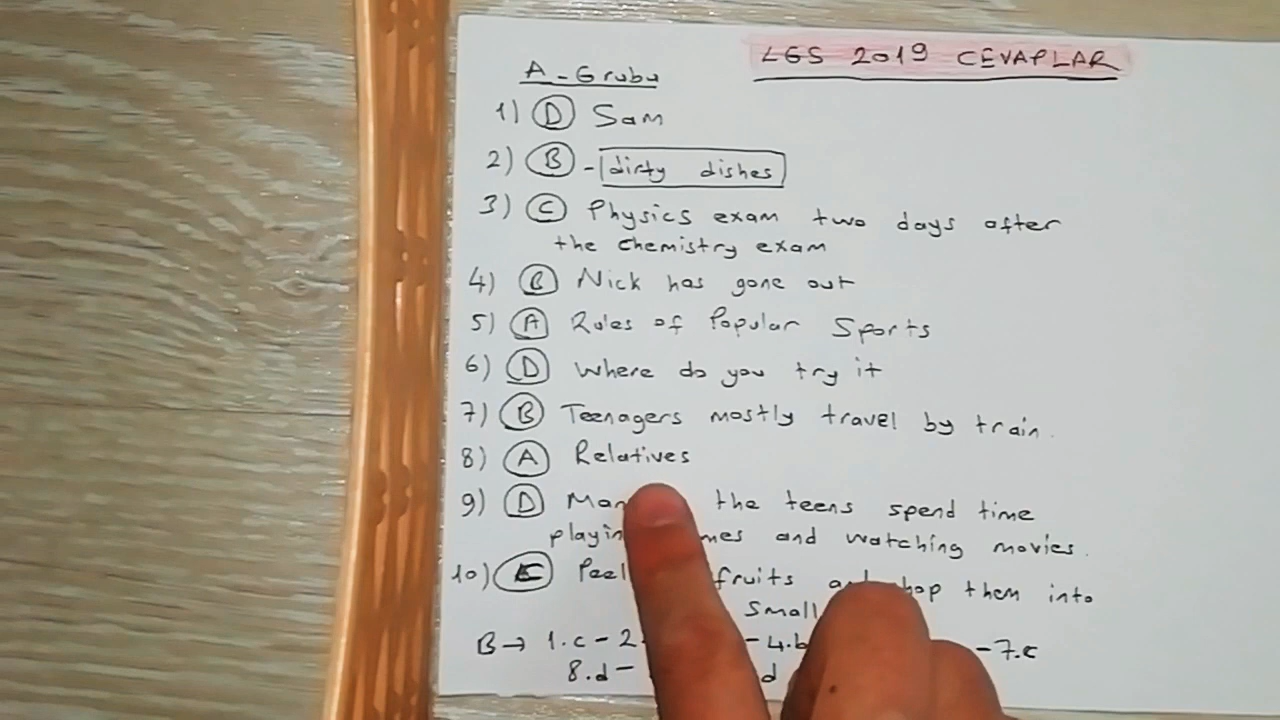 LGS 2019 CEVAPLAR
A - Grubu
1) D Sam
2) B - dirty dishes
3) C Physics exam two days after
the chemistry exam
4) B Nick has gone out
5) A Rules of Popular Sports
6) D Where do you try it
7) B Teenagers mostly travel by train.
8) A Relatives
9) D the teens spend time
and watching movies.
10) C fruits them into
small
B → 1.c - 2 - 4.b - 7.c
8.d - d